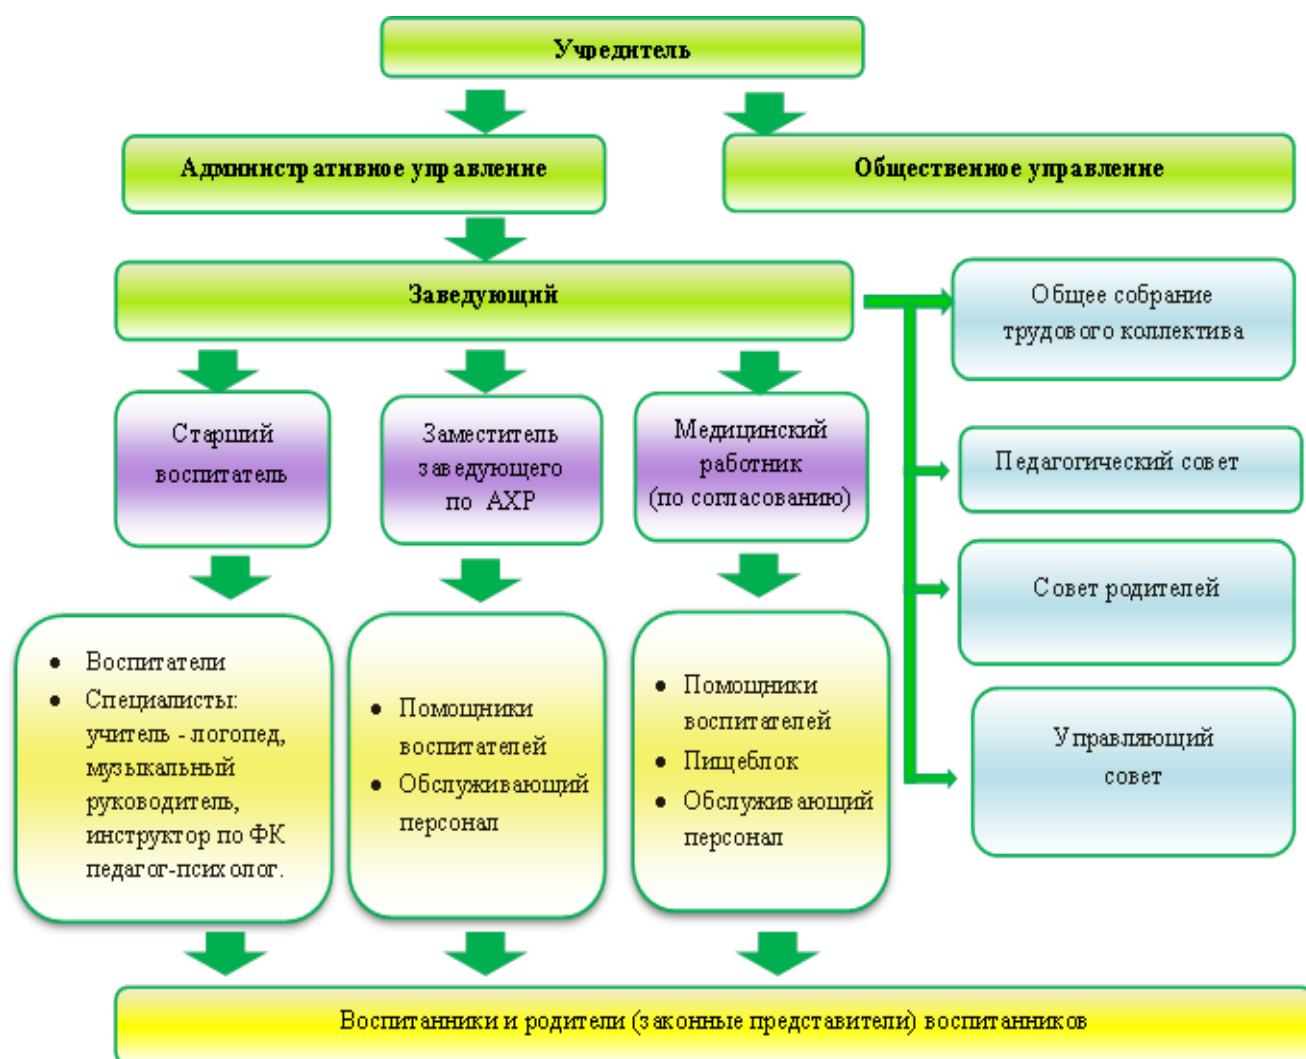 Учредитель
Административное управление
Общественное управление
Заведующий
Общее собрание
трудового коллектива
Старший
воспитатель
Заместитель
заведующего
по АХР
Медицинский
работник
(по согласованию)
Педагогический совет
Совет родителей
Управляющий
совет
• Воспитатели
• Специалисты:
учитель - логопед,
музыкальный
руководитель,
инструктор по ФК
педагог-психолог.
• Помощники
воспитателей
• Обслуживающий
персонал
• Помощники
воспитателей
• Пищеблок
• Обслуживающий
персонал
Воспитанники и родители (законные представители) воспитанников